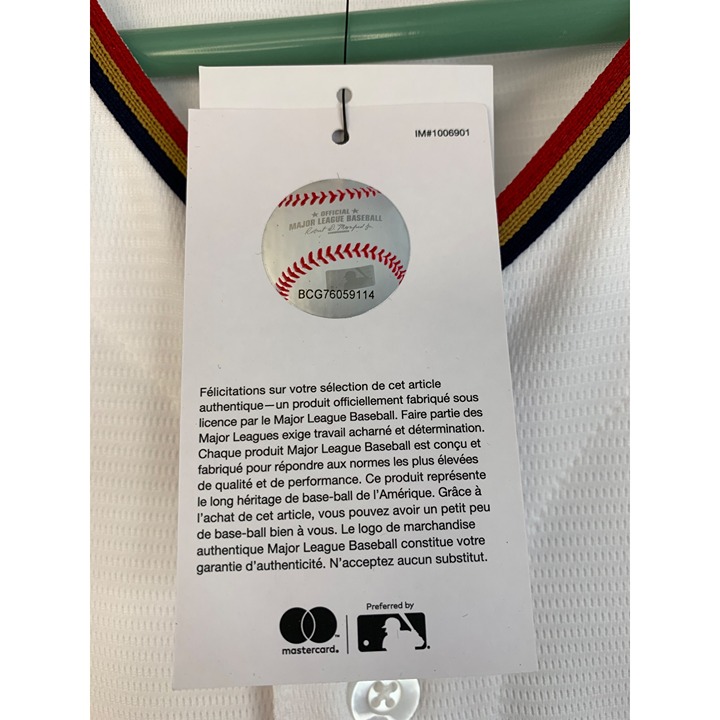 IM#1006901
★ OFFICIAL ★
MAJOR LEAGUE BASEBALL
BCG76059114
Félicitations sur votre sélection de cet article
authentique—un produit officiellement fabriqué sous
licence par le Major League Baseball. Faire partie des
Major Leagues exige travail acharné et détermination.
Chaque produit Major League Baseball est conçu et
fabriqué pour répondre aux normes les plus élevées
de qualité et de performance. Ce produit représente
le long héritage de base-ball de l'Amérique. Grâce à
l'achat de cet article, vous pouvez avoir un petit peu
de base-ball bien à vous. Le logo de marchandise
authentique Major League Baseball constitue votre
garantie d'authenticité. N'acceptez aucun substitut.
mastercard.
Preferred by